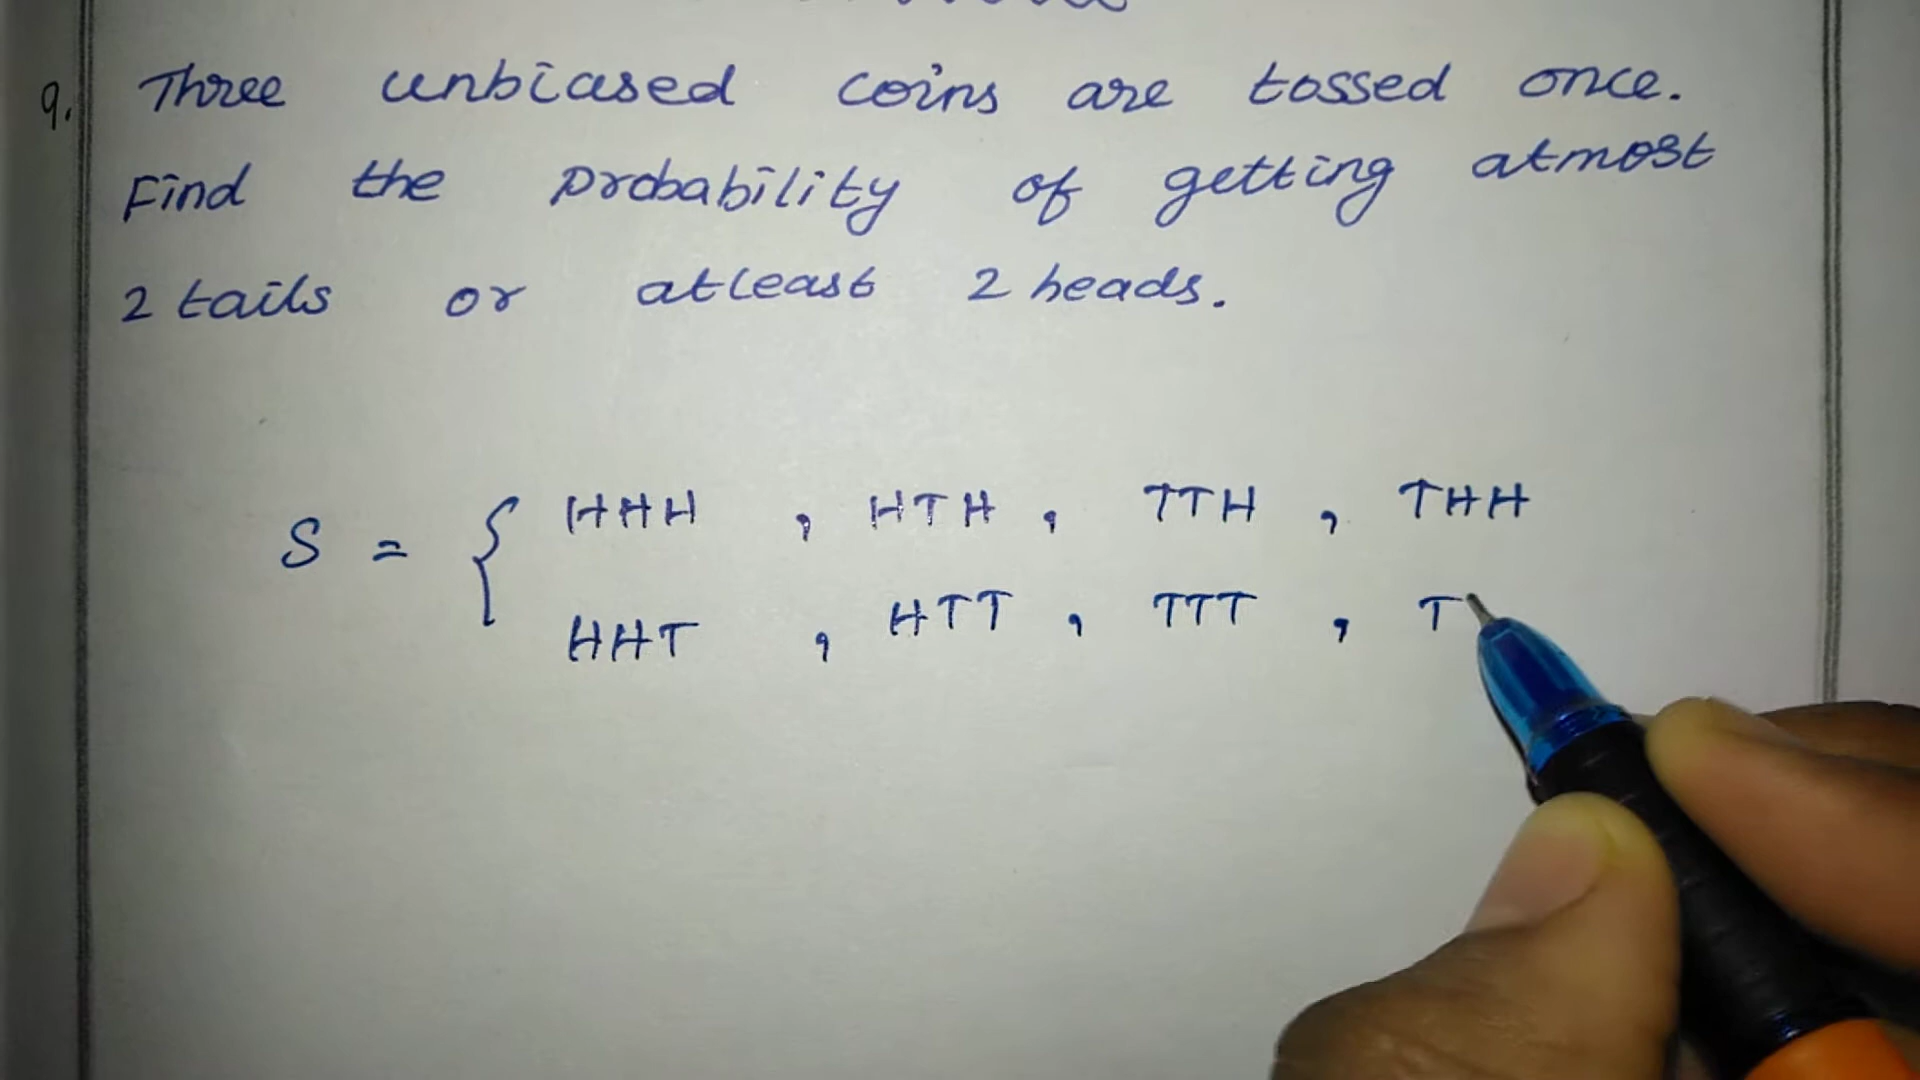 9. Three unbiased coins are tossed once.
Find the probability of getting atmost
2 tails or atleast 2 heads.
S = { HHH , HTH , TTH , THH
HHT , HTT , TTT , T